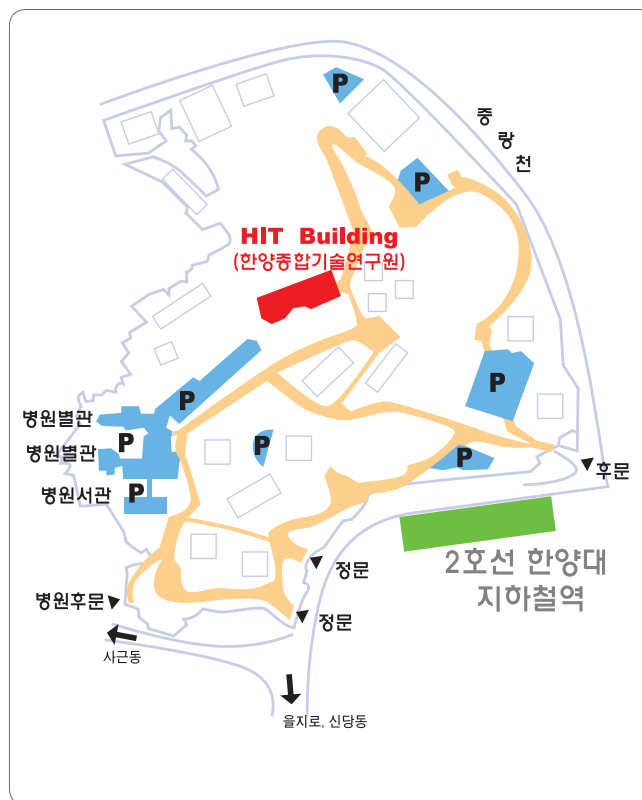 P
중
랑
천
P
HIT Building
(한양종합기술연구원)
P
P
병원별관
P
P
병원별관
P
후문
병원서관
P
2호선 한양대
지하철역
정문
병원후문
정문
사근동
을지로, 신당동